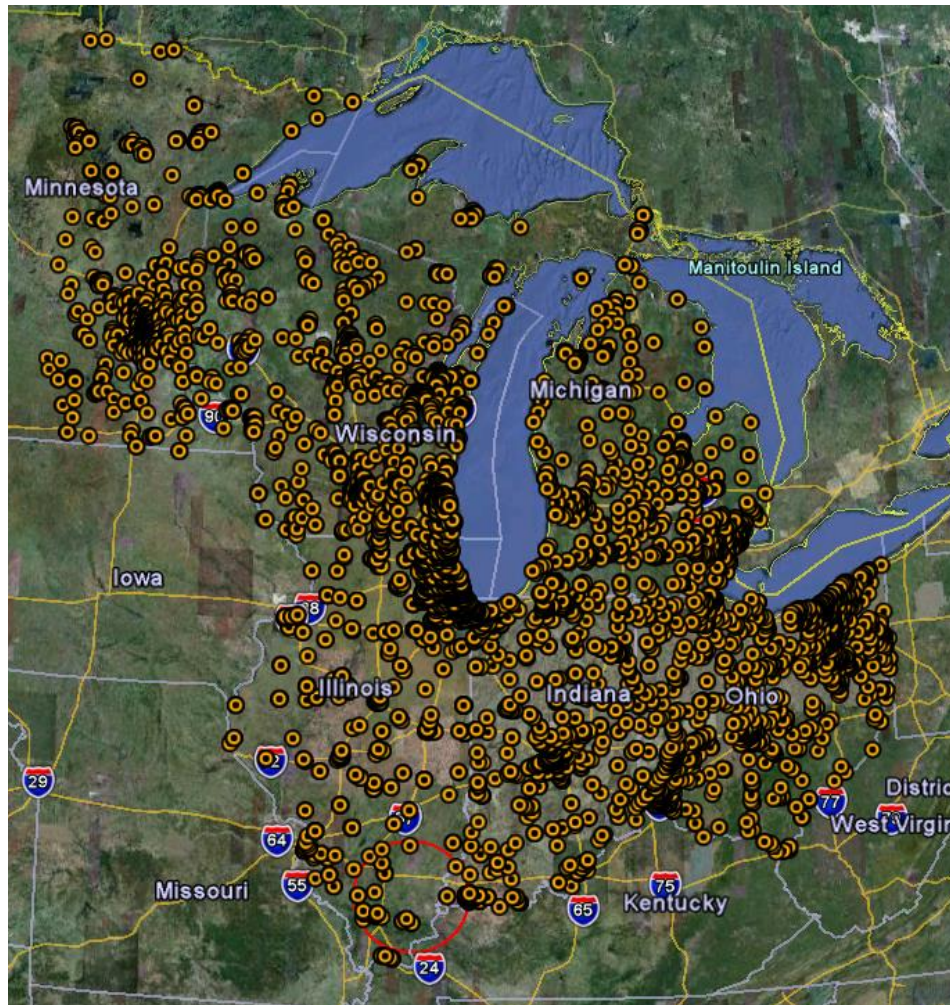 Minnesota
Manitoulin Island
Michigan
90
Wisconsin
Iowa
Illinois
Indiana
Ohio
29
77
Distric
64
West Virgin
Missouri
55
75
65
Kentucky
24